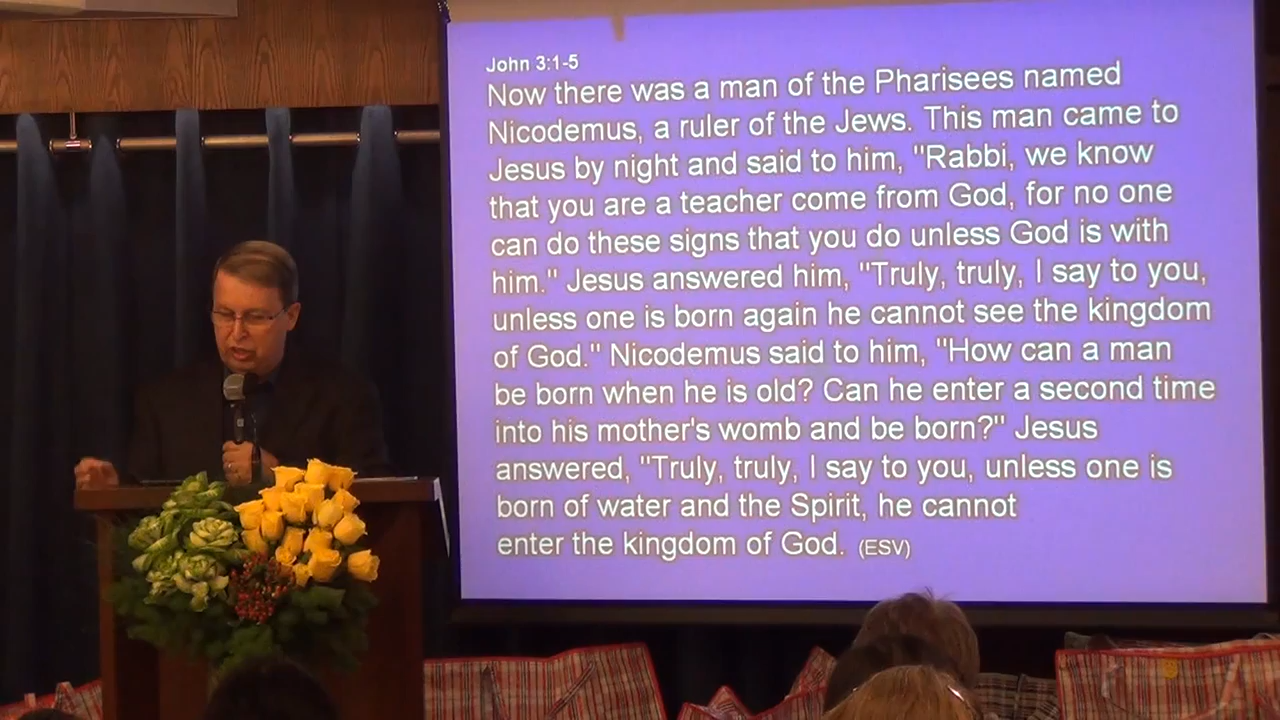 John 3:1-5
Now there was a man of the Pharisees named
Nicodemus, a ruler of the Jews. This man came to
Jesus by night and said to him, "Rabbi, we know
that you are a teacher come from God, for no one
can do these signs that you do unless God is with
him." Jesus answered him, "Truly, truly, I say to you,
unless one is born again he cannot see the kingdom
of God." Nicodemus said to him, "How can a man
be born when he is old? Can he enter a second time
into his mother's womb and be born?" Jesus
answered, "Truly, truly, I say to you, unless one is
born of water and the Spirit, he cannot
enter the kingdom of God. (ESV)